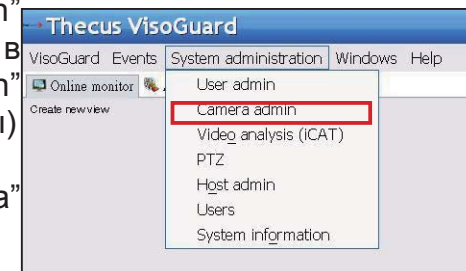 n”
в
n”
ı)
a”
Thecus VisoGuard
VisoGuard Events System administration Windows Help
Online monitor
Create new view
User admin
Camera admin
Video analysis (iCAT)
PTZ
Host admin
Users
System information